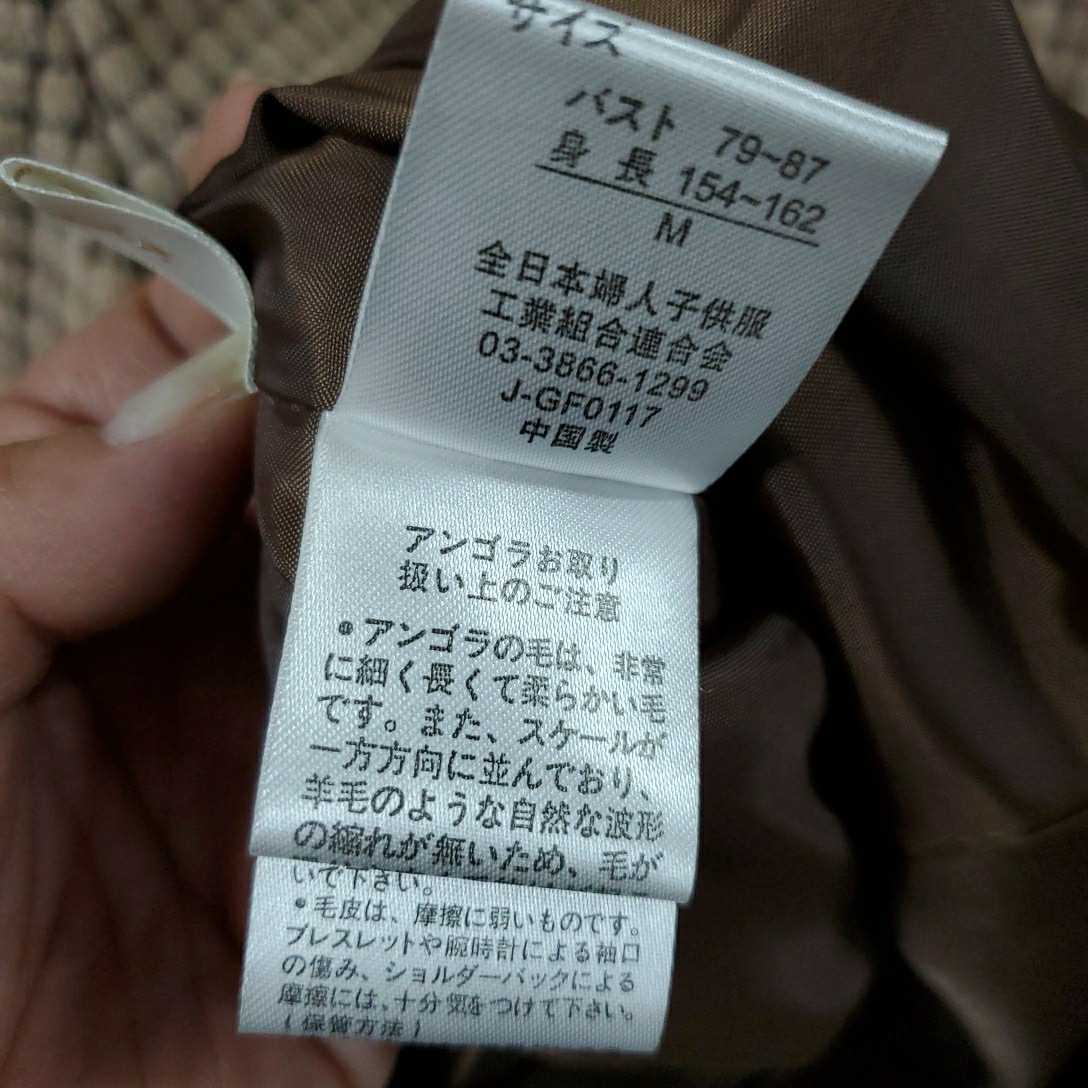 サイズ
バスト 79~87
身長 154~162
M
全日本婦人子供服
工業組合連合会
03-3866-1299
J-GF0117
中国製
アンゴラお取り
扱い上のご注意
●アンゴラの毛は、非常
に細く長くて柔らかい毛
です。また、スケールが
一方方向に並んでおり、
羊毛のような自然な波形
の縮れが無いため、毛が
いで下さい。
●毛皮は、摩擦に弱いものです。
ブレスレットや腕時計による袖口
の傷み、ショルダーバックによる
摩擦には、十分気をつけて下さい。
(保管方法)